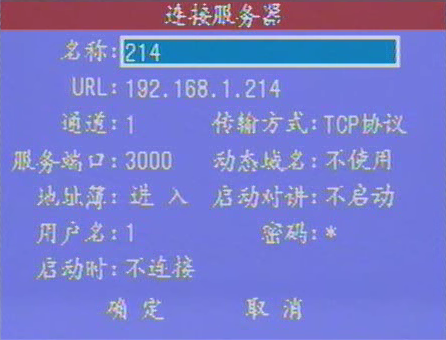 连接服务器
名称:214
URL:192.168.1.214
通道:1 传输方式:TCP协议
服务端口:3000 动态域名:不使用
地址簿:进 入 启动对讲:不启动
用户名:1 密码:*
启动时:不连接
确 定 取 消